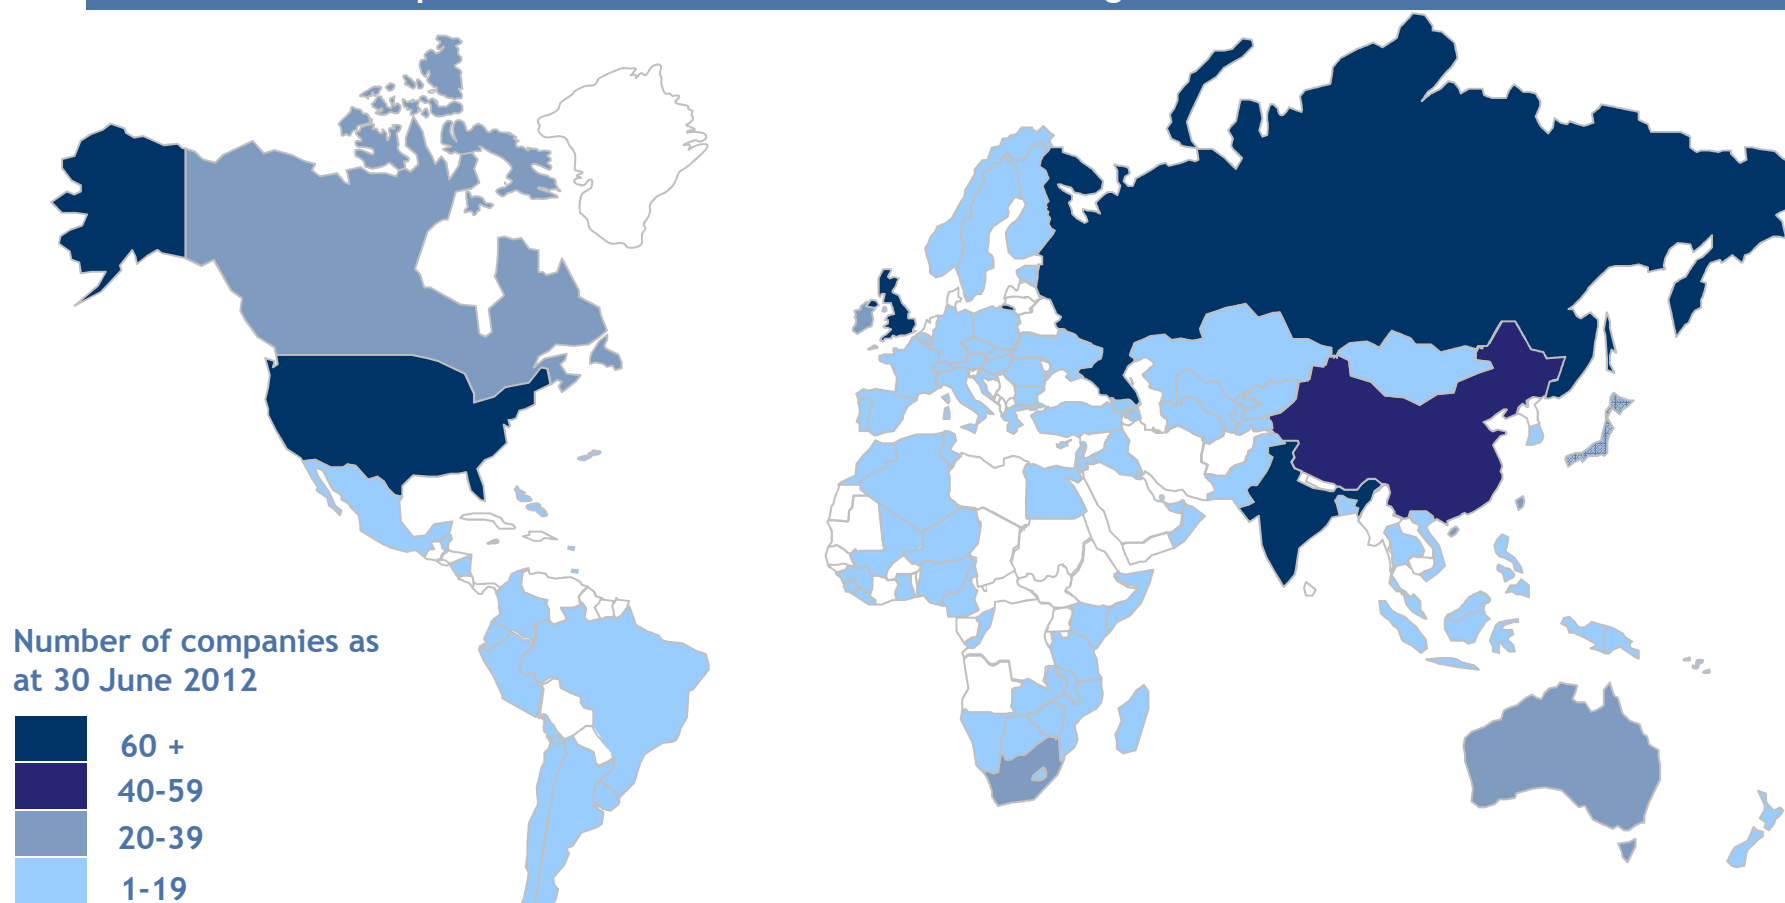 Number of companies as
at 30 June 2012
60 +
40-59
20-39
1-19